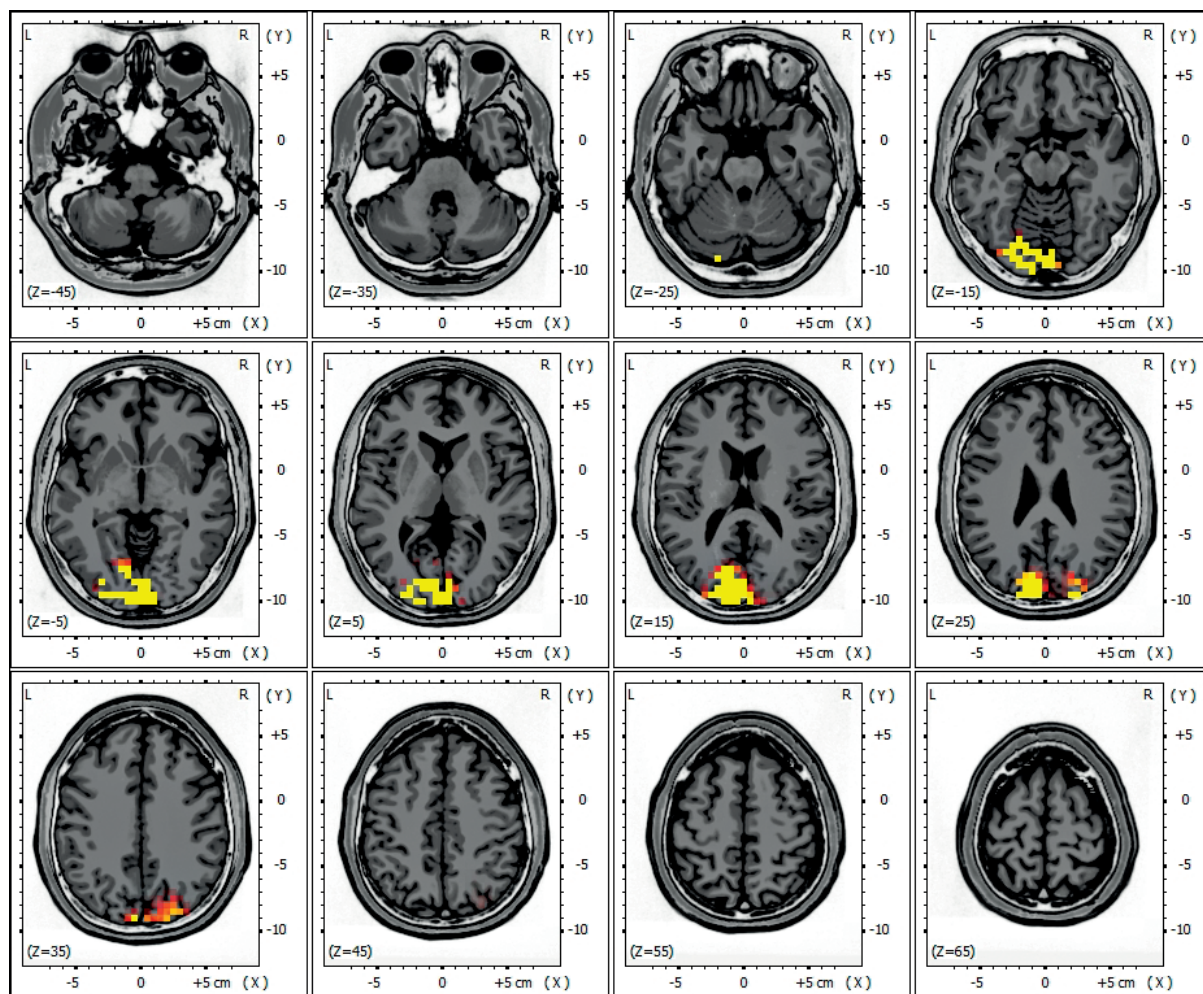 L R (Y) L R (Y) L R (Y) L R (Y)
+5 +5 +5 +5
0 0 0 0
-5 -5 -5 -5
-10 -10 -10 -10
(Z=-45) (Z=-35) (Z=-25) (Z=-15)
-5 0 +5 cm (X) -5 0 +5 cm (X) -5 0 +5 cm (X) -5 0 +5 cm (X)
L R (Y) L R (Y) L R (Y) L R (Y)
+5 +5 +5 +5
0 0 0 0
-5 -5 -5 -5
-10 -10 -10 -10
(Z=-5) (Z=5) (Z=15) (Z=25)
-5 0 +5 cm (X) -5 0 +5 cm (X) -5 0 +5 cm (X) -5 0 +5 cm (X)
L R (Y) L R (Y) L R (Y) L R (Y)
+5 +5 +5 +5
0 0 0 0
-5 -5 -5 -5
-10 -10 -10 -10
(Z=35) (Z=45) (Z=55) (Z=65)
-5 0 +5 cm (X) -5 0 +5 cm (X) -5 0 +5 cm (X) -5 0 +5 cm (X)